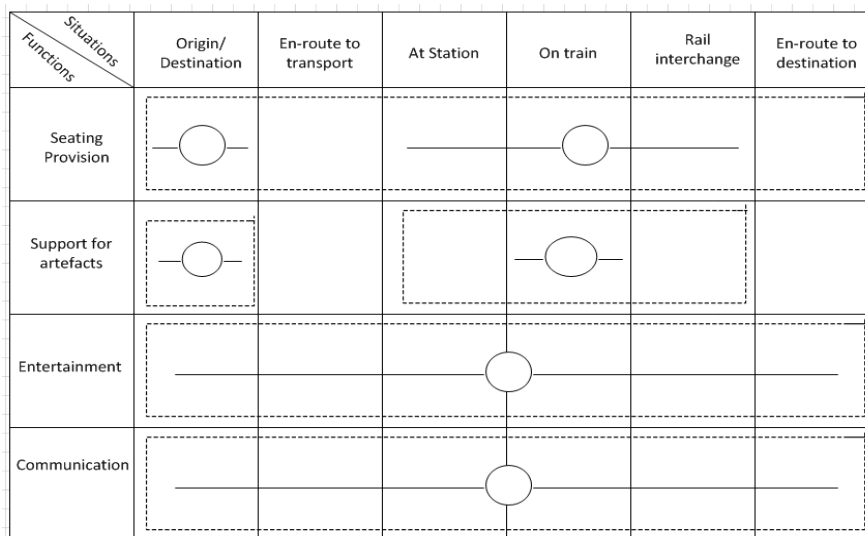 Situations
Functions
Origin/
Destination
En-route to
transport
At Station
On train
Rail
interchange
En-route to
destination
Seating
Provision
Support for
artefacts
Entertainment
Communication